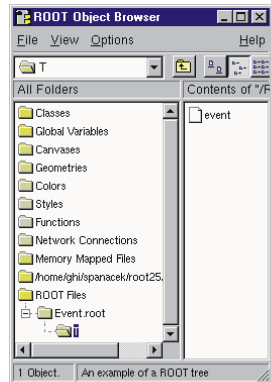 ROOT Object Browser
File View Options Help
T
All Folders
Contents of "/R
Classes
Global Variables
Canvases
Geometries
Colors
Styles
Functions
Network Connections
Memory Mapped Files
/home/ghi/spanacek/root25.
ROOT Files
Event.root
T
event
1 Object.
An example of a ROOT tree